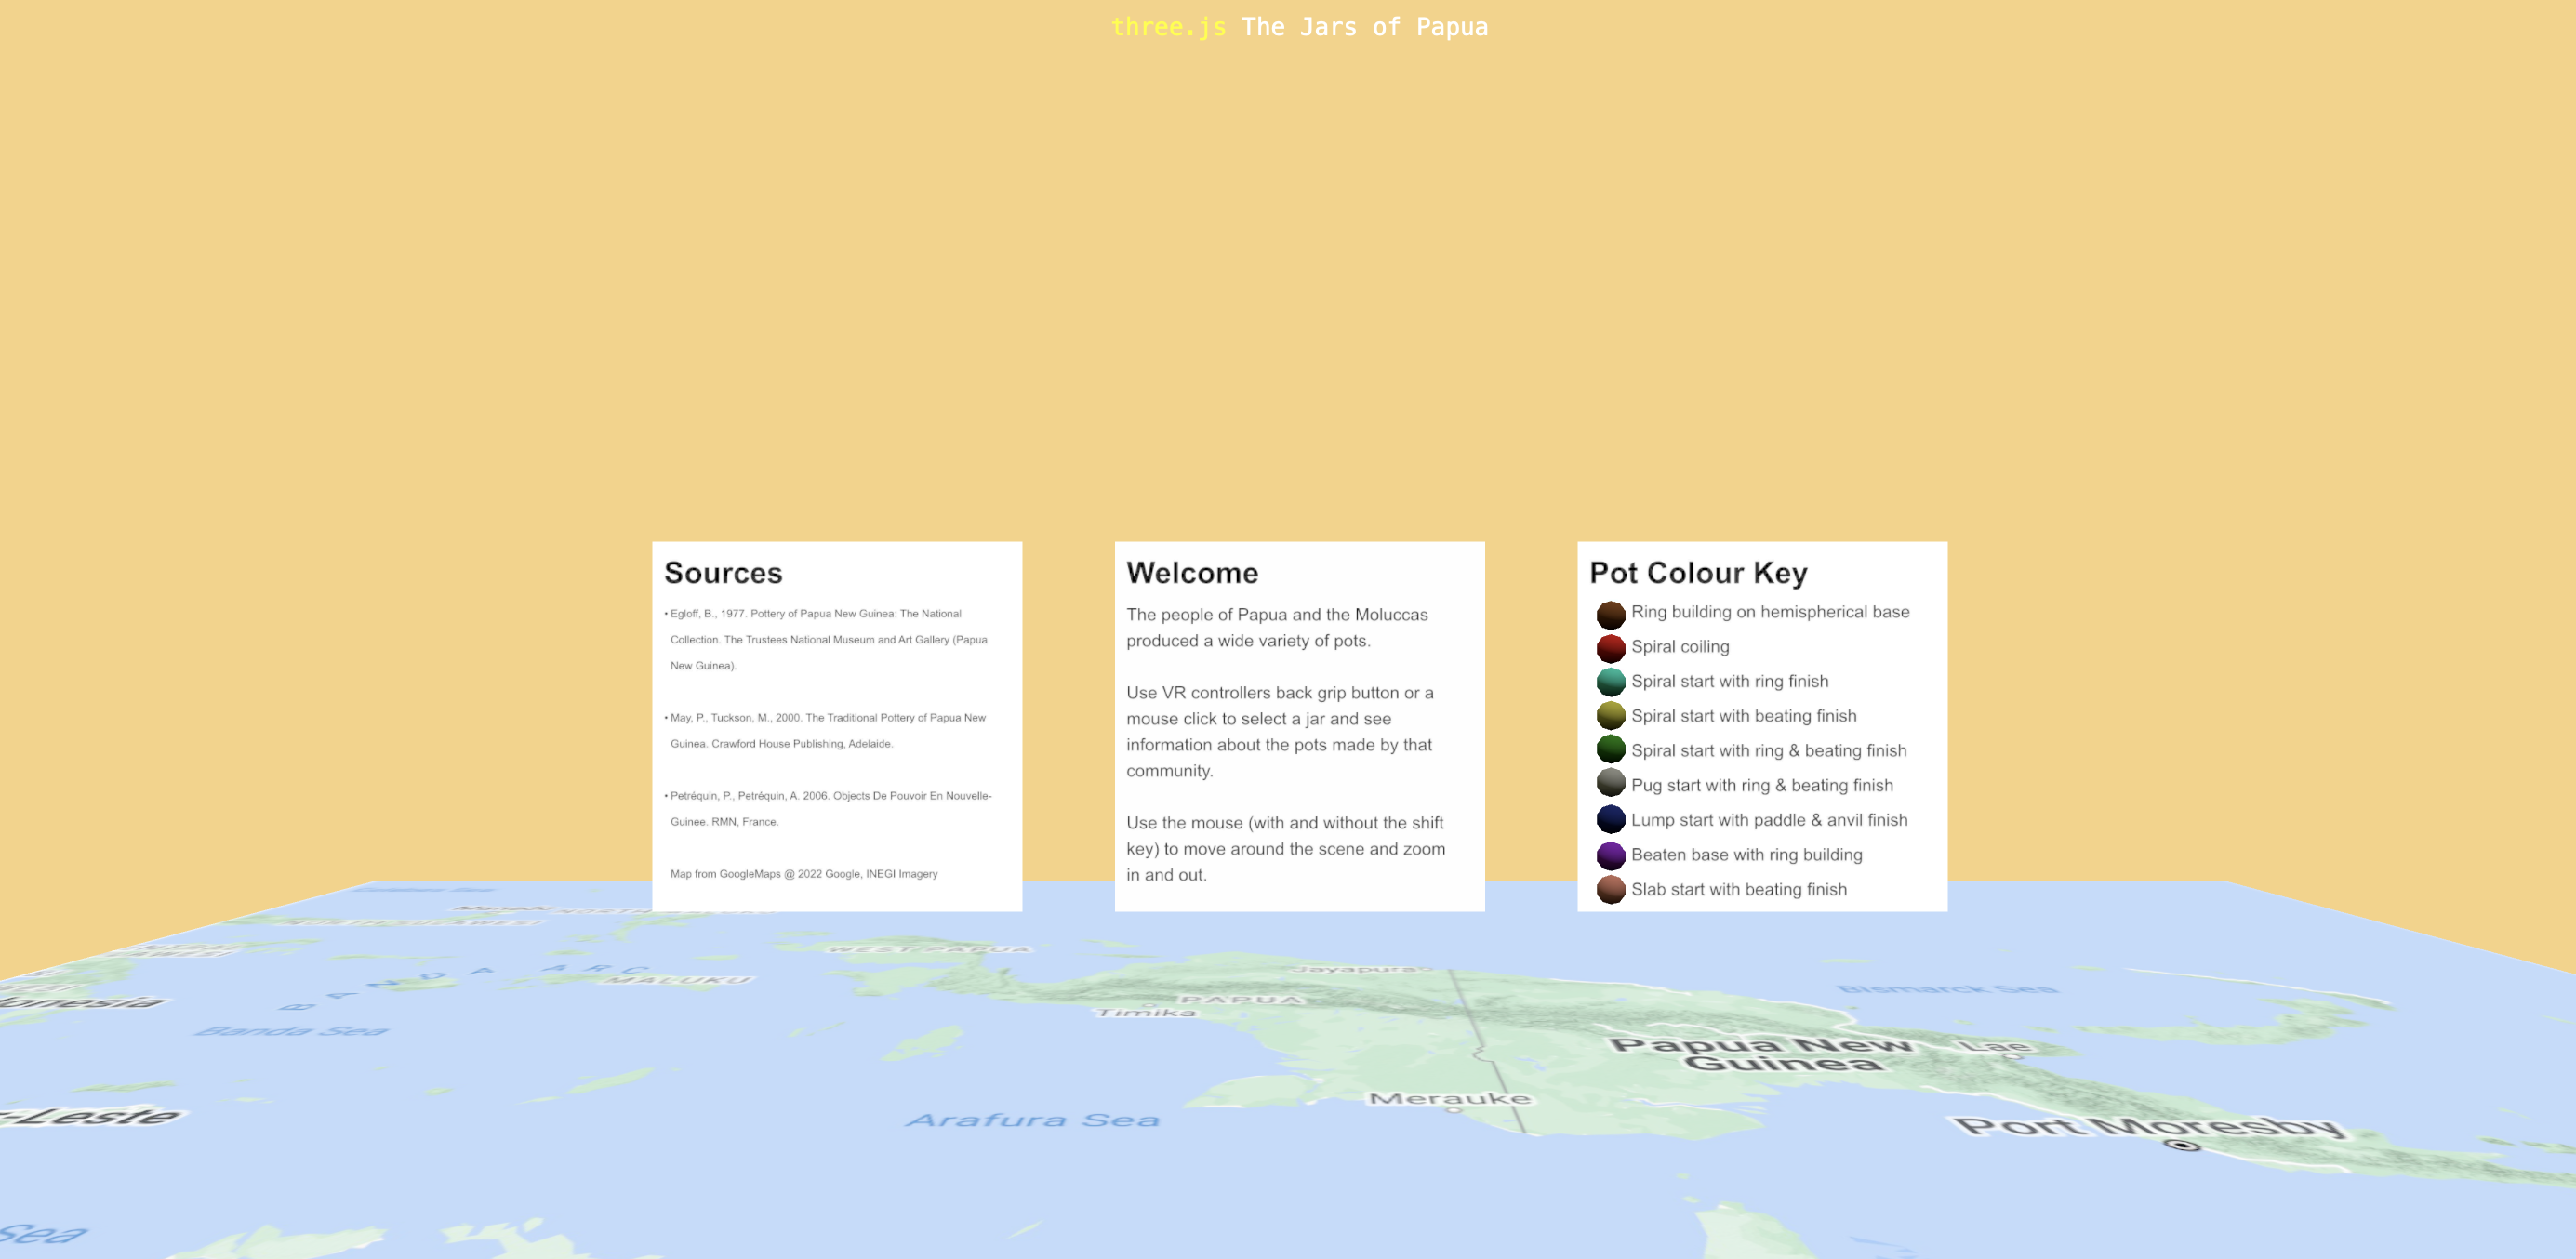 three.js The Jars of Papua
Sources
• Egloff, B., 1977. Pottery of Papua New Guinea: The National
Collection. The Trustees National Museum and Art Gallery (Papua
New Guinea).
• May, P., Tuckson, M., 2000. The Traditional Pottery of Papua New
Guinea. Crawford House Publishing, Adelaide.
• Petréquin, P., Petréquin, A. 2006. Objects De Pouvoir En Nouvelle-
Guinee. RMN, France.
Map from GoogleMaps @ 2022 Google, INEGI Imagery
Welcome
The people of Papua and the Moluccas
produced a wide variety of pots.
Use VR controllers back grip button or a
mouse click to select a jar and see
information about the pots made by that
community.
Use the mouse (with and without the shift
key) to move around the scene and zoom
in and out.
Pot Colour Key
Ring building on hemispherical base
Spiral coiling
Spiral start with ring finish
Spiral start with beating finish
Spiral start with ring & beating finish
Pug start with ring & beating finish
Lump start with paddle & anvil finish
Beaten base with ring building
Slab start with beating finish
WEST PAPUA
BANDA ARC
MALUKU
Jayapura
PAPUA
Timika
Bismarck Sea
onesia
Banda Sea
Papua New
Guinea
Lae
Merauke
-Leste
Arafura Sea
Port Moresby
Sea